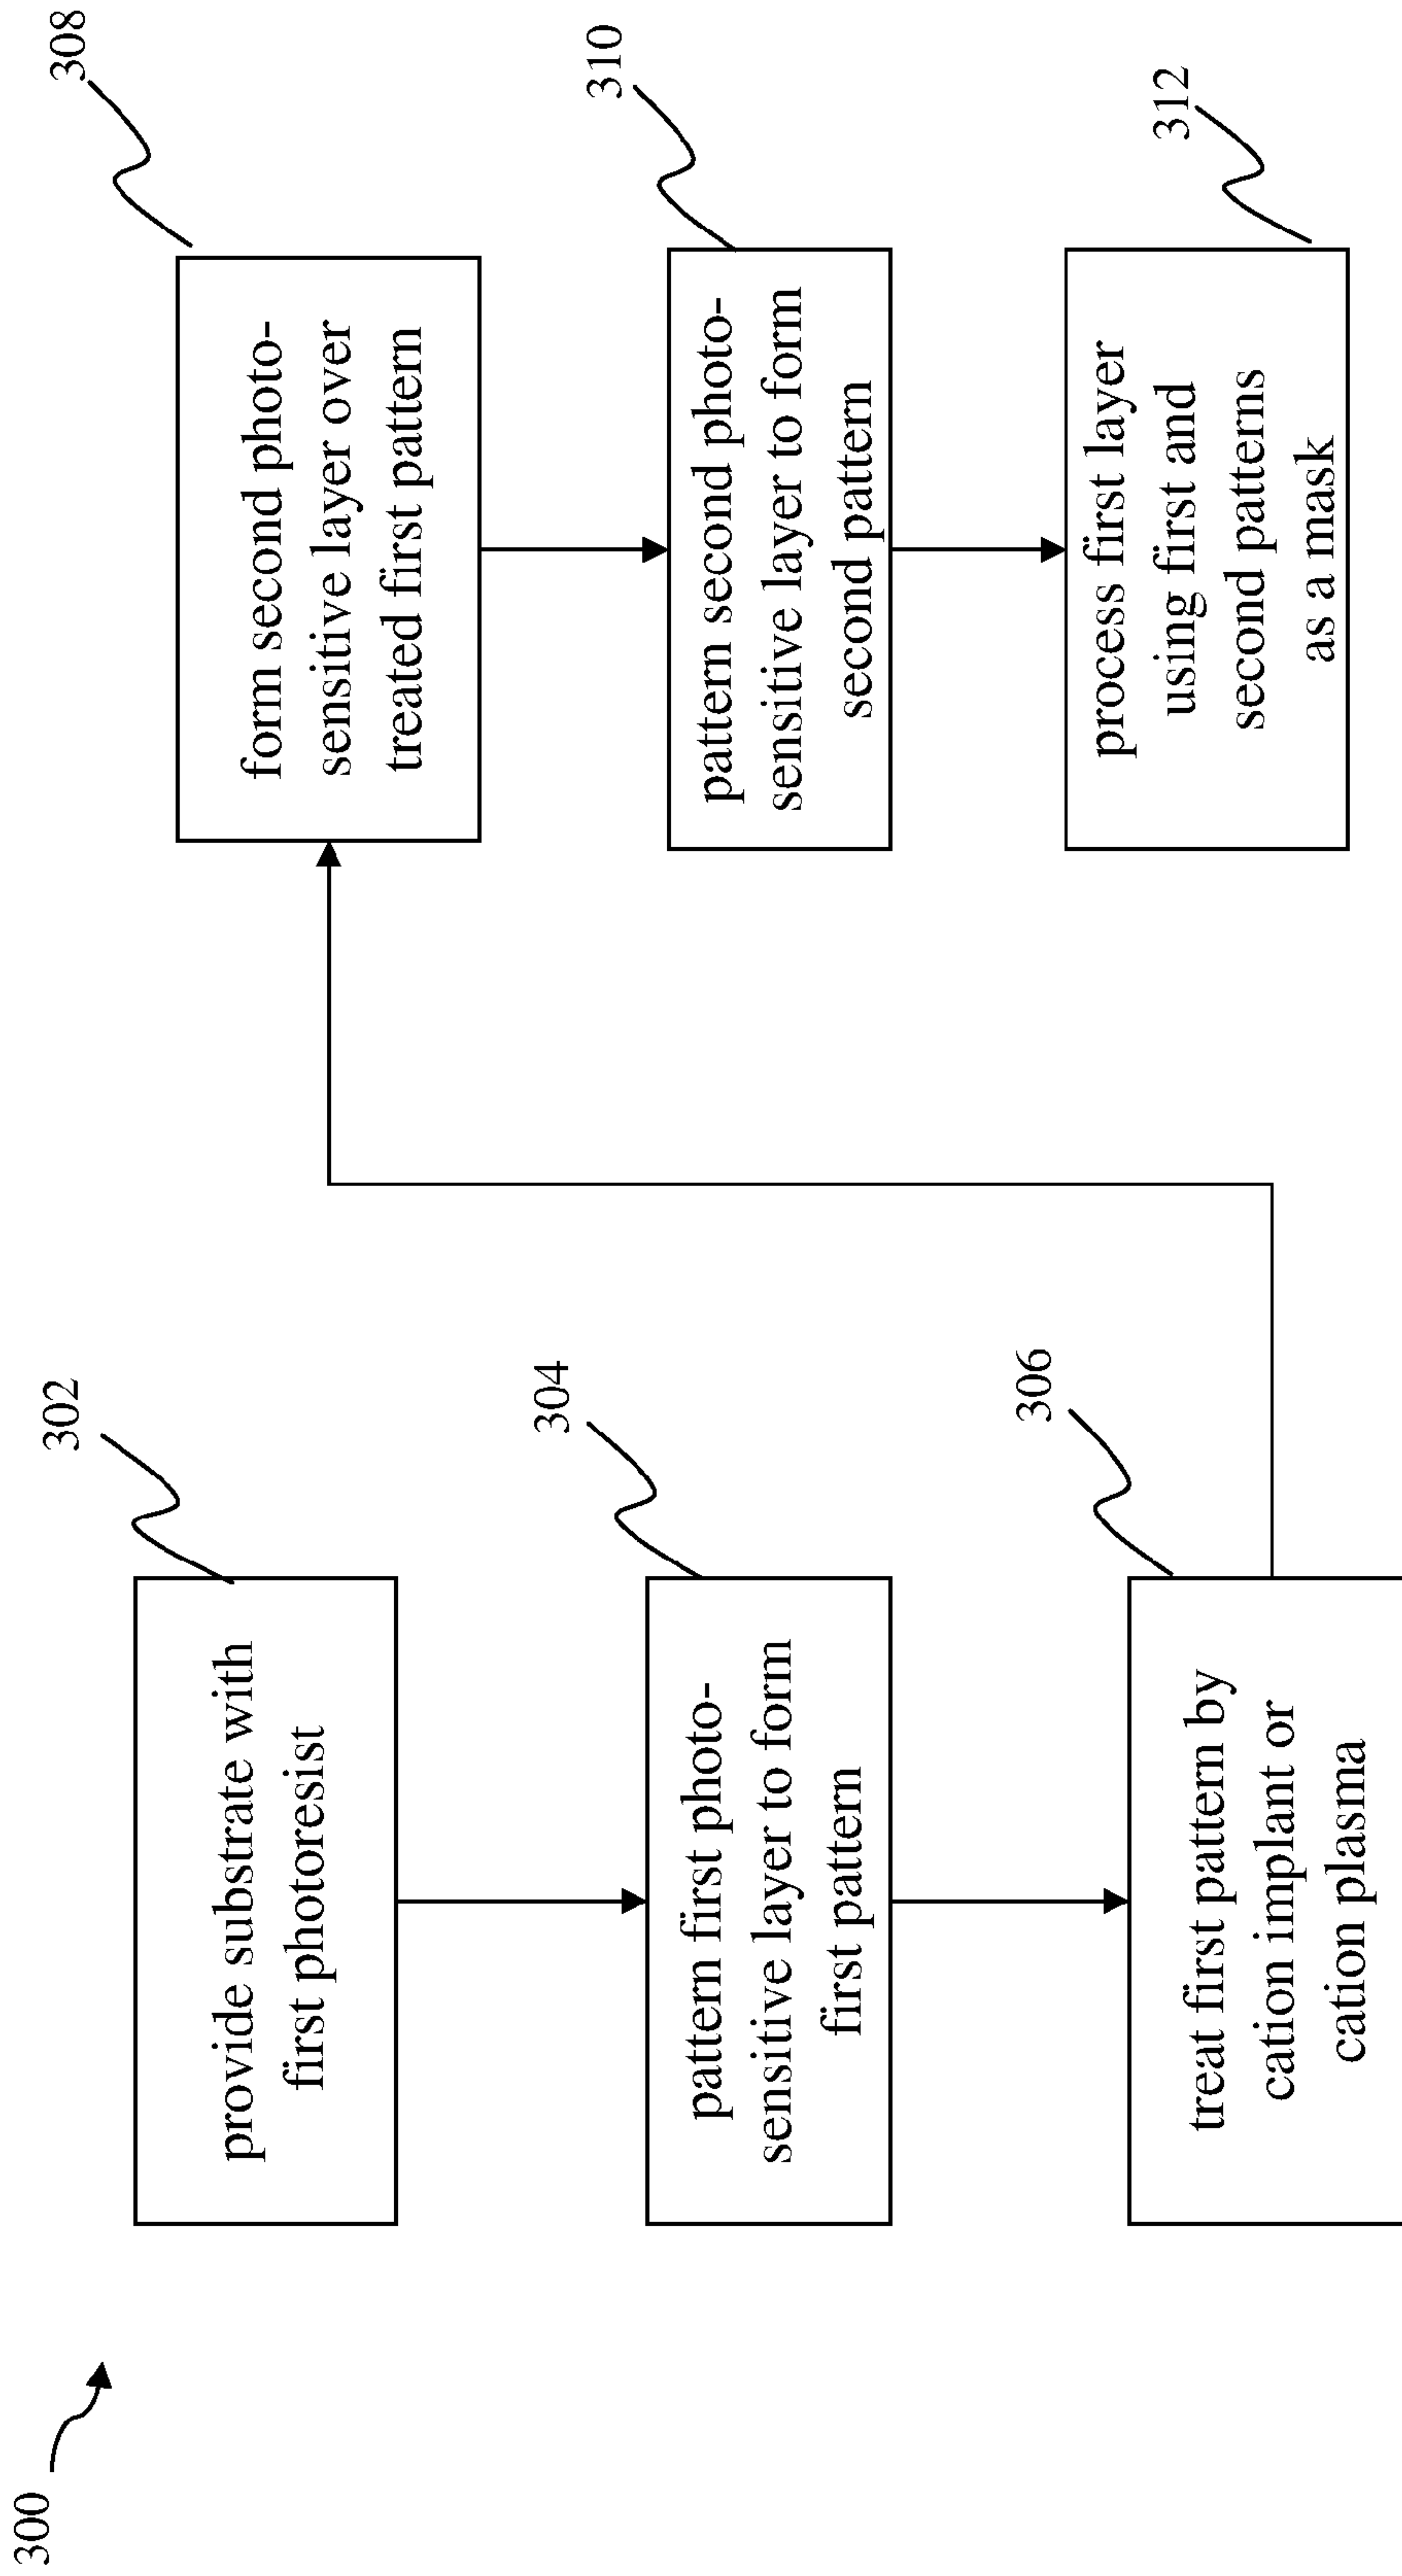 300
302
provide substrate with
first photoresist
304
pattern first photo-
sensitive layer to form
first pattern
306
treat first pattern by
cation implant or
cation plasma
308
form second photo-
sensitive layer over
treated first pattern
310
pattern second photo-
sensitive layer to form
second pattern
312
process first layer
using first and
second patterns
as a mask